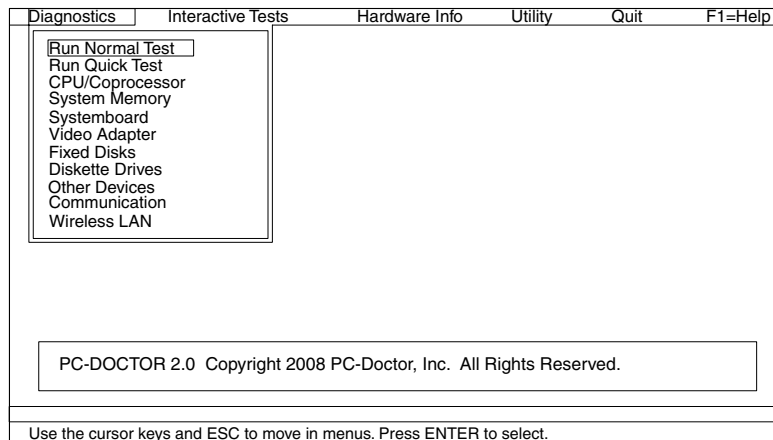 Diagnostics Interactive Tests Hardware Info Utility Quit F1=Help
Run Normal Test
Run Quick Test
CPU/Coprocessor
System Memory
Systemboard
Video Adapter
Fixed Disks
Diskette Drives
Other Devices
Communication
Wireless LAN
PC-DOCTOR 2.0 Copyright 2008 PC-Doctor, Inc. All Rights Reserved.
Use the cursor keys and ESC to move in menus. Press ENTER to select.